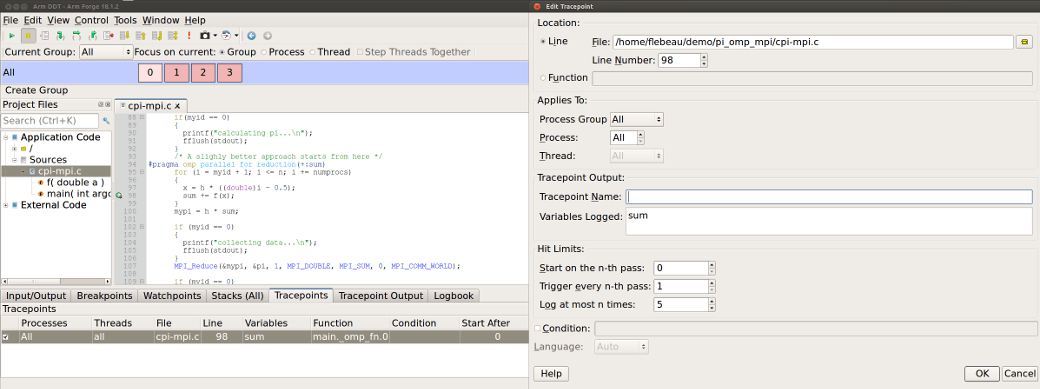 Arm DDT - Arm Forge 18.1.2
File Edit View Control Tools Window Help
Current Group: All Focus on current: Group Process Thread Step Threads Together
All 0 1 2 3
Create Group
Project Files
cpi-mpi.c
Search (Ctrl+K)
Application Code
/
Sources
cpi-mpi.c
f( double a )
main( int argc
External Code
88 if(myid == 0)
89 {
90 printf("calculating pi...\n");
91 fflush(stdout);
92 }
93 /* A slighly better approach starts from here */
94 #pragma omp parallel for reduction(+:sum)
95 for (i = myid + 1; i <= n; i += numprocs)
96 {
97 x = h * ((double)i - 0.5);
98 sum += f(x);
99 }
100 mypi = h * sum;
101
102 if (myid == 0)
103 {
104 printf("collecting data...\n");
105 fflush(stdout);
106 }
107 MPI_Reduce(&mypi, &pi, 1, MPI_DOUBLE, MPI_SUM, 0, MPI_COMM_WORLD);
108
109 if (myid == 0)
Input/Output Breakpoints Watchpoints Stacks (All) Tracepoints Tracepoint Output Logbook
Tracepoints
Processes Threads File Line Variables Function Condition Start After
All all cpi-mpi.c 98 sum main._omp_fn.0 0
Edit Tracepoint
Location:
Line File: /home/flebeau/demo/pi_omp_mpi/cpi-mpi.c
Line Number: 98
Function
Applies To:
Process Group All
Process: All
Thread: All
Tracepoint Output:
Tracepoint Name:
Variables Logged: sum
Hit Limits:
Start on the n-th pass: 0
Trigger every n-th pass: 1
Log at most n times: 5
Condition:
Language: Auto
Help OK Cancel